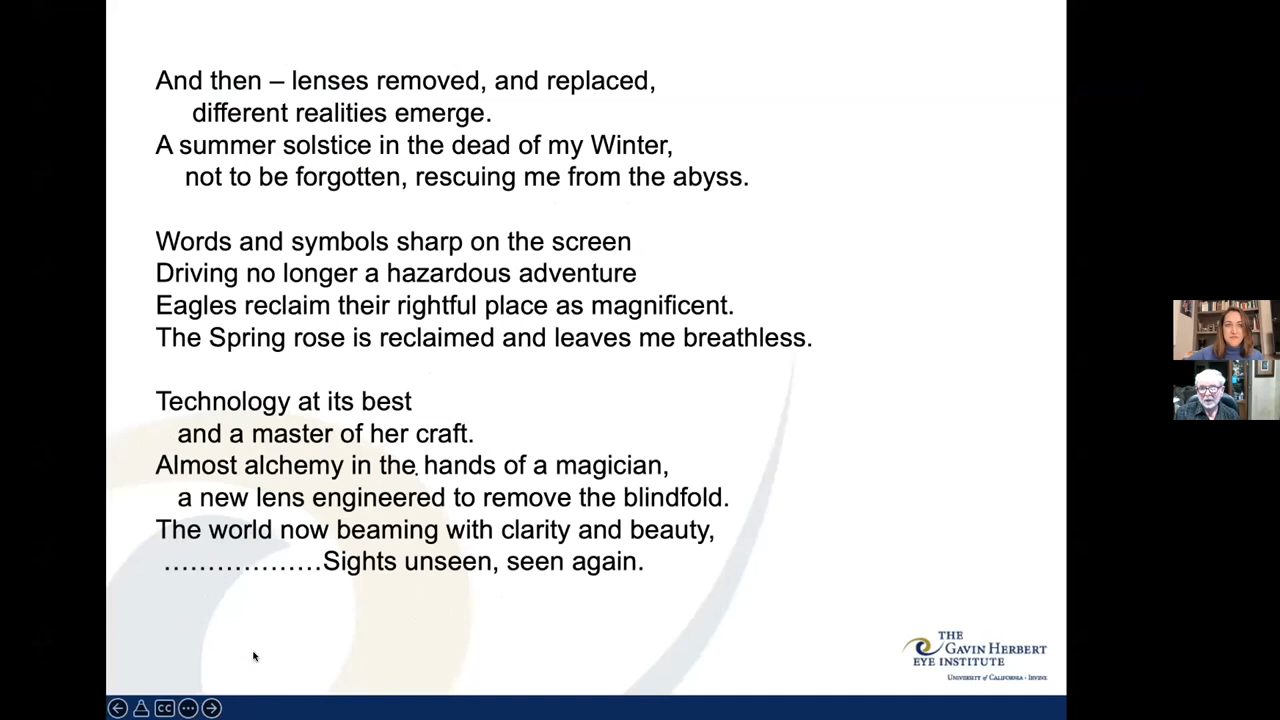 And then – lenses removed, and replaced,
different realities emerge.
A summer solstice in the dead of my Winter,
not to be forgotten, rescuing me from the abyss.
Words and symbols sharp on the screen
Driving no longer a hazardous adventure
Eagles reclaim their rightful place as magnificent.
The Spring rose is reclaimed and leaves me breathless.
Technology at its best
and a master of her craft.
Almost alchemy in the hands of a magician,
a new lens engineered to remove the blindfold.
The world now beaming with clarity and beauty,
………………Sights unseen, seen again.
THE
GAVIN HERBERT
EYE INSTITUTE
UNIVERSITY of CALIFORNIA • IRVINE
CC